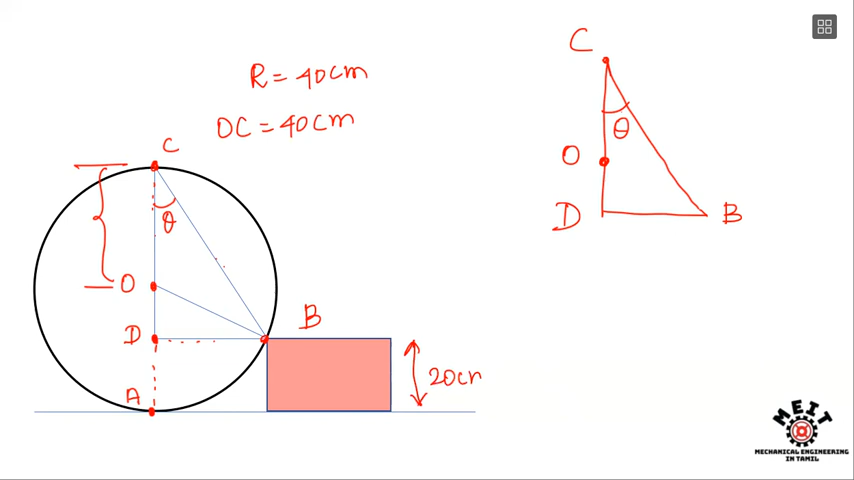 R = 40cm
OC = 40cm
C
θ
O
D
B
A
20cm
C
θ
O
D
B
MEIT
MECHANICAL ENGINEERING
IN TAMIL